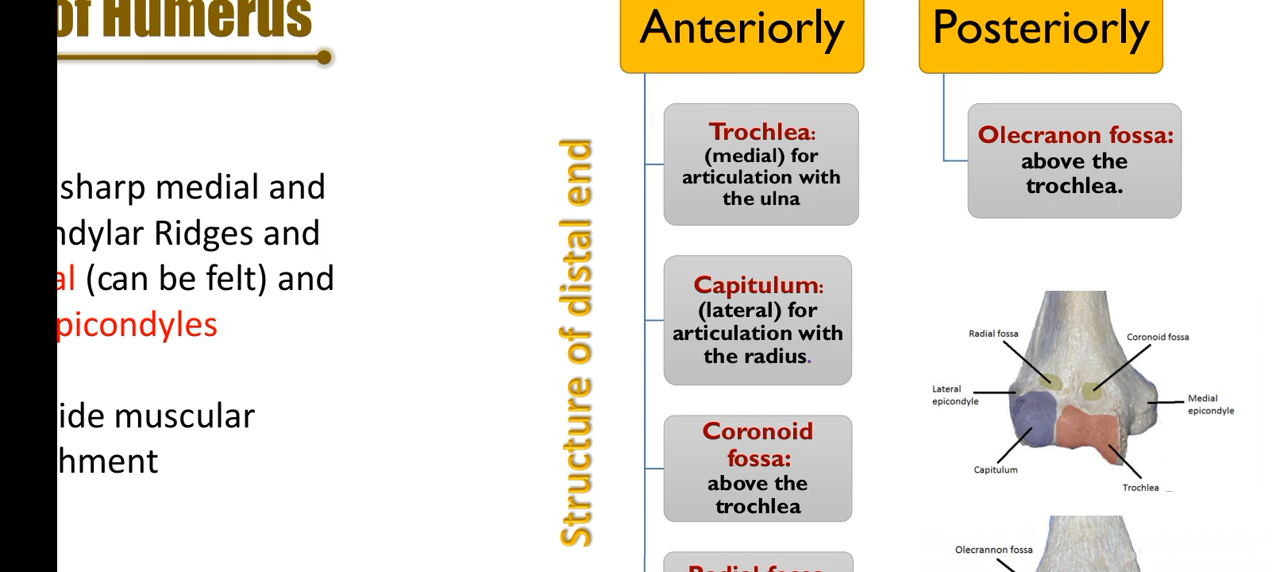 of Humerus
sharp medial and
ndylar Ridges and
al (can be felt) and
picondyles
ide muscular
hment
Structure of distal end
Anteriorly
Trochlea:
(medial) for
articulation with
the ulna
Capitulum:
(lateral) for
articulation with
the radius.
Coronoid
fossa:
above the
trochlea
Radial fossa
Posteriorly
Olecranon fossa:
above the
trochlea.
Radial fossa
Coronoid fossa
Lateral
epicondyle
Medial
epicondyle
Capitulum
Trochlea
Olecrannon fossa